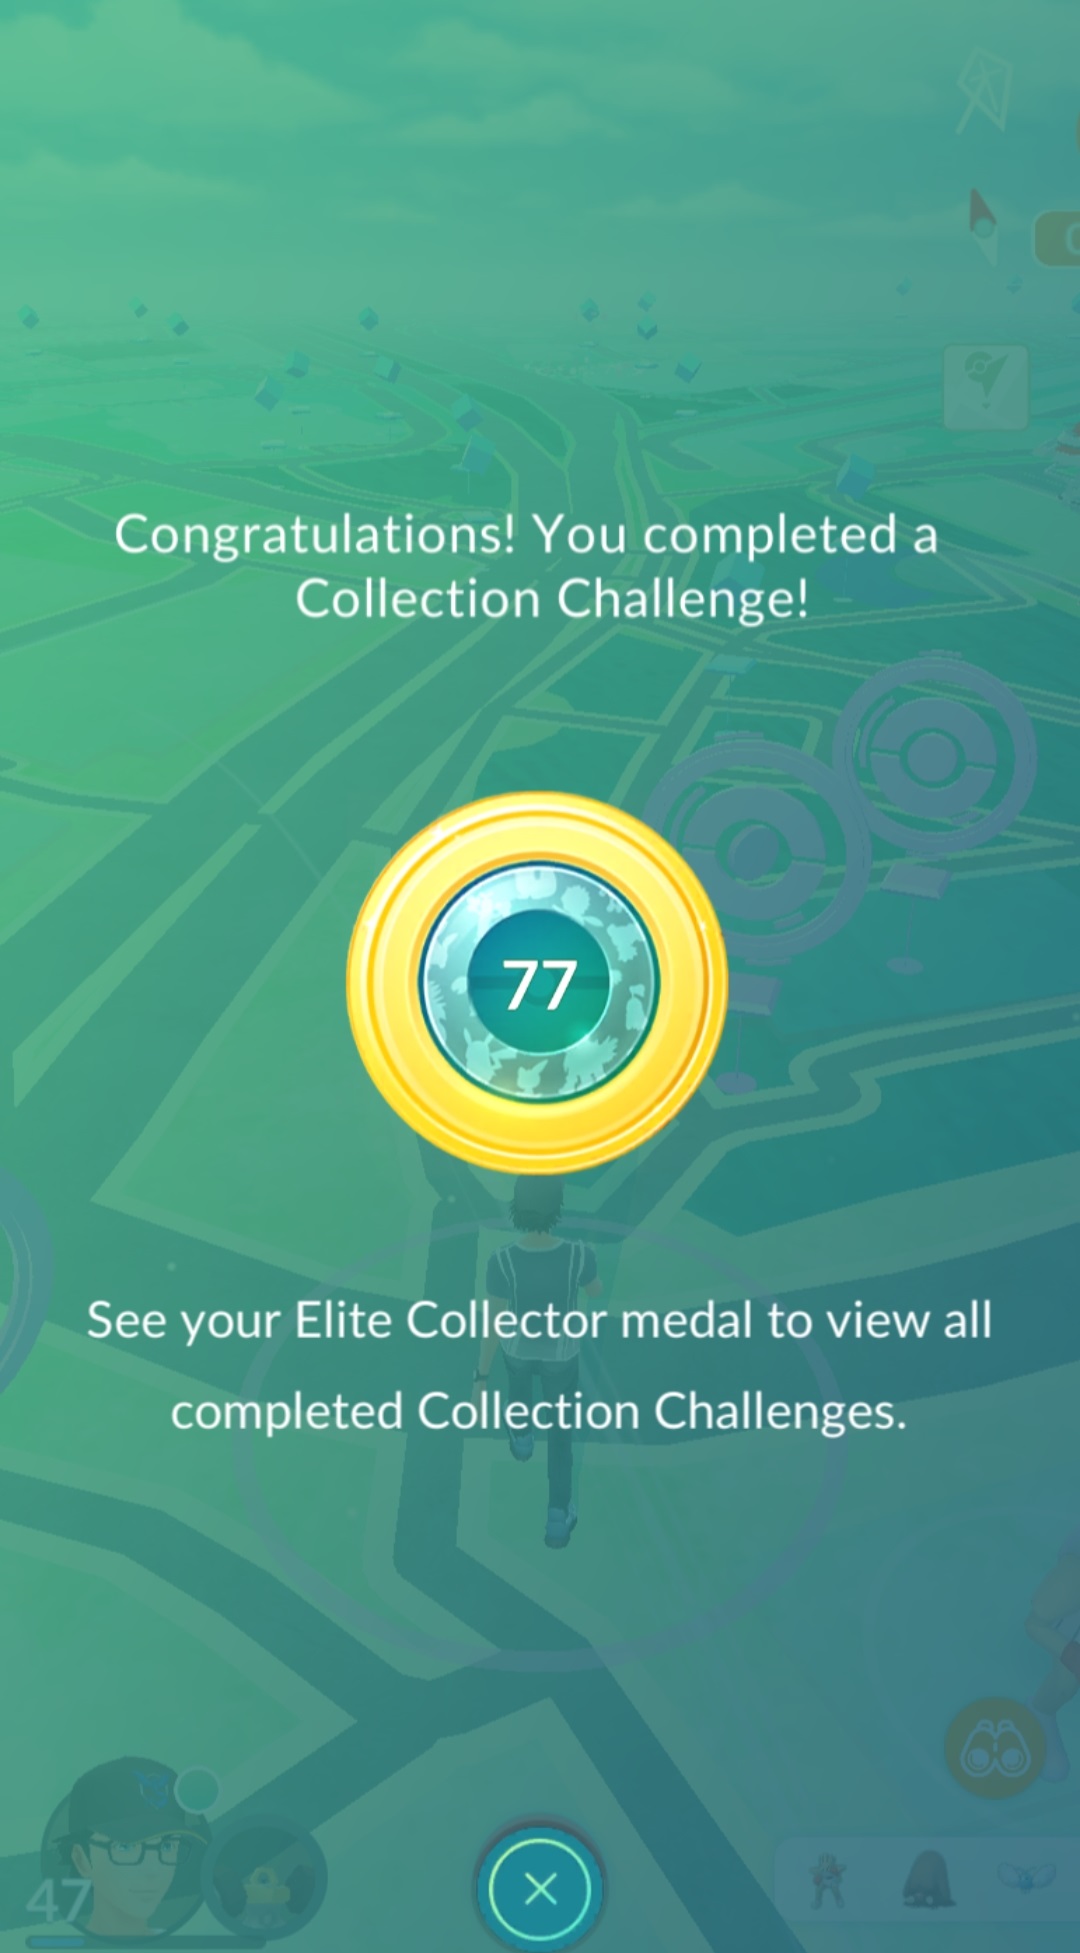 Congratulations! You completed a
Collection Challenge!
77
See your Elite Collector medal to view all
completed Collection Challenges.
47